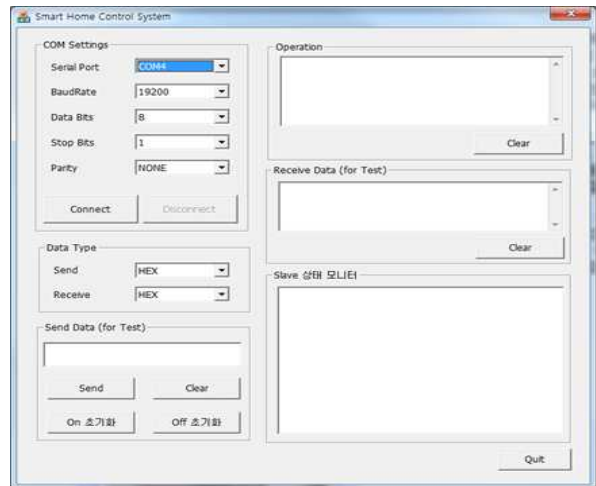 Smart Home Control System
COM Settings
Serial Port COM4
BaudRate 19200
Data Bits 8
Stop Bits 1
Parity NONE
Connect Disconnect
Data Type
Send HEX
Receive HEX
Send Data (for Test)
Send Clear
On 초기화 Off 초기화
Operation
Clear
Receive Data (for Test)
Clear
Slave 상태 모니터
Quit